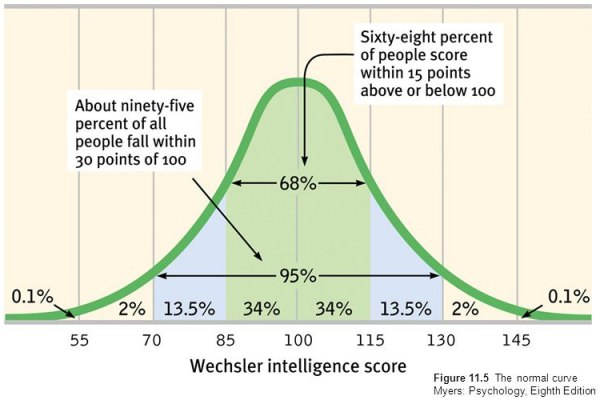 Sixty-eight percent
of people score
within 15 points
above or below 100
About ninety-five
percent of all
people fall within
30 points of 100
68%
95%
0.1%
2%
13.5%
34%
34%
13.5%
2%
0.1%
55 70 85 100 115 130 145
Wechsler intelligence score
Figure 11.5 The normal curve
Myers: Psychology, Eighth Edition